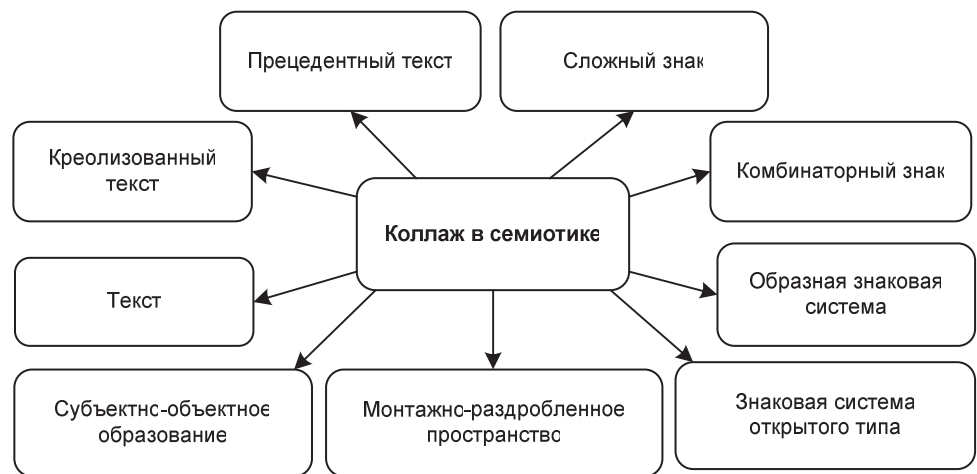 Прецедентный текст
Сложный знак
Креолизованный
текст
Комбинаторный знак
Коллаж в семиотике
Текст
Образная знаковая
система
Субъектно-объектное
образование
Монтажно-раздробленное
пространство
Знаковая система
открытого типа